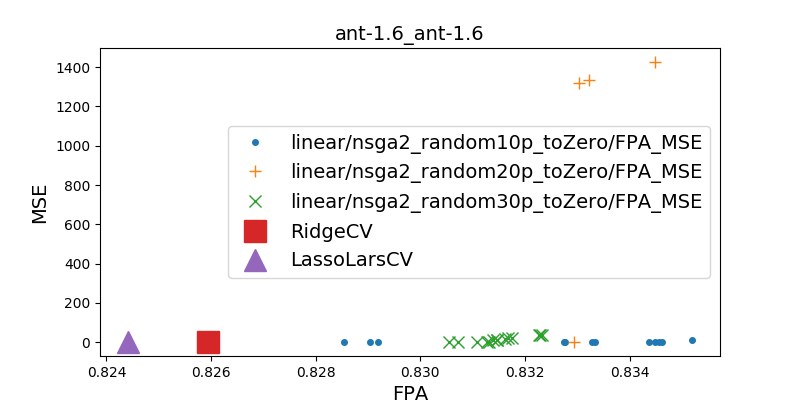 ant-1.6_ant-1.6
MSE
1400
1200
1000
800
600
400
200
0
linear/nsga2_random10p_toZero/FPA_MSE
linear/nsga2_random20p_toZero/FPA_MSE
linear/nsga2_random30p_toZero/FPA_MSE
RidgeCV
LassoLarsCV
0.824 0.826 0.828 0.830 0.832 0.834
FPA